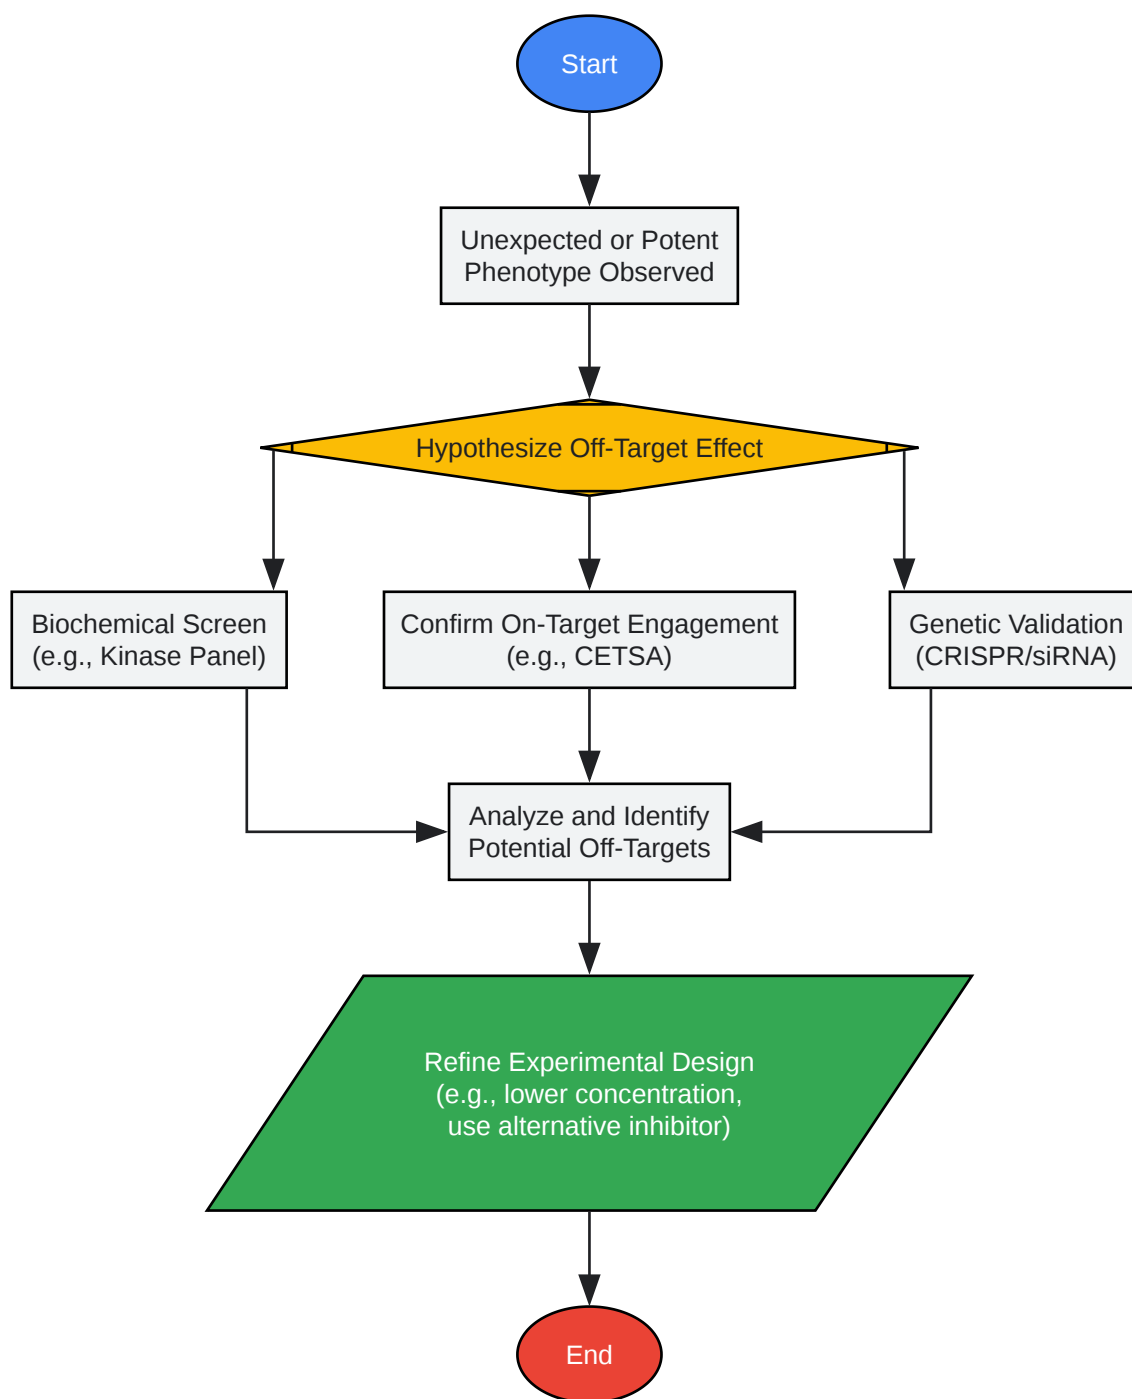 Start
Unexpected or Potent
Phenotype Observed
Hypothesize Off-Target Effect
Biochemical Screen
(e.g., Kinase Panel)
Confirm On-Target Engagement
(e.g., CETSA)
Genetic Validation
(CRISPR/siRNA)
Analyze and Identify
Potential Off-Targets
Refine Experimental Design
(e.g., lower concentration,
use alternative inhibitor)
End